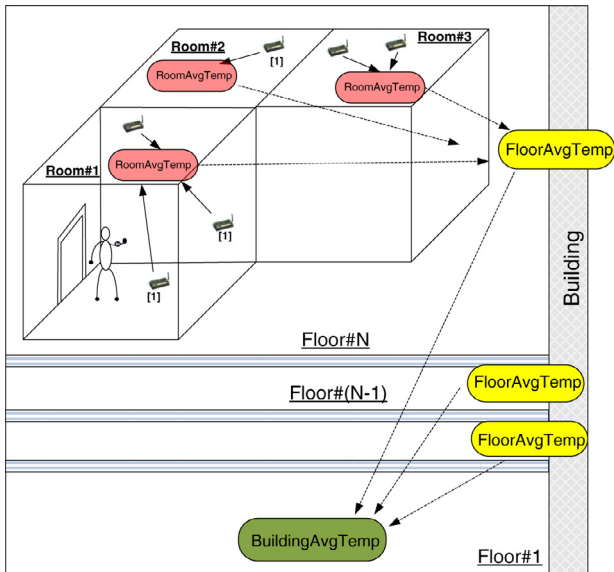 Room#2
[1]
Room#3
RoomAvgTemp
RoomAvgTemp
FloorAvgTemp
Room#1
RoomAvgTemp
[1]
[1]
Building
Floor#N
FloorAvgTemp
Floor#(N-1)
FloorAvgTemp
BuildingAvgTemp
Floor#1